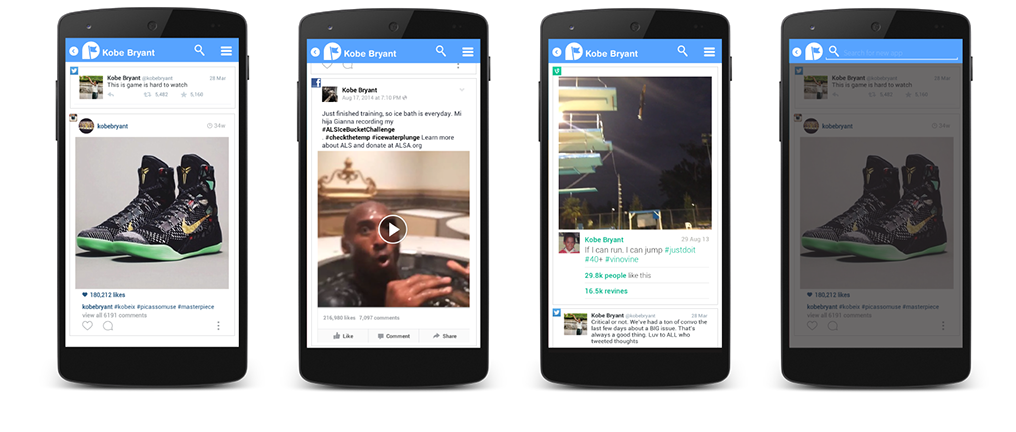 Kobe Bryant
Kobe Bryant @kobebryant 28 Mar
This is game is hard to watch
5,482 5,160
kobebryant 34w
180,212 likes
kobebryant #kobeix #picassomuse #masterpiece
view all 6191 comments
Kobe Bryant
Kobe Bryant
Aug 17, 2014 at 7:10 PM
Just finished training, so ice bath is everyday. Mi
hija Gianna recording my
#ALSIceBucketChallenge
. #checkthetemp #icewaterplunge Learn more
about ALS and donate at ALSA.org
216,980 likes 7,097 comments
Like Comment Share
Kobe Bryant
Kobe Bryant 29 Aug 13
If I can run. I can jump #justdoit
#40+ #vinovine
29.8k people like this
16.5k revines
Kobe Bryant @kobebryant 28 Mar
Critical or not. We've had a ton of convo the
last few days about a BIG issue. That's
always a good thing. Luv to ALL who
tweeted thoughts
Search for new app
Kobe Bryant @kobebryant 28 Mar
This is game is hard to watch
5,482 5,160
kobebryant 34w
180,212 likes
kobebryant #kobeix #picassomuse #masterpiece
view all 6191 comments